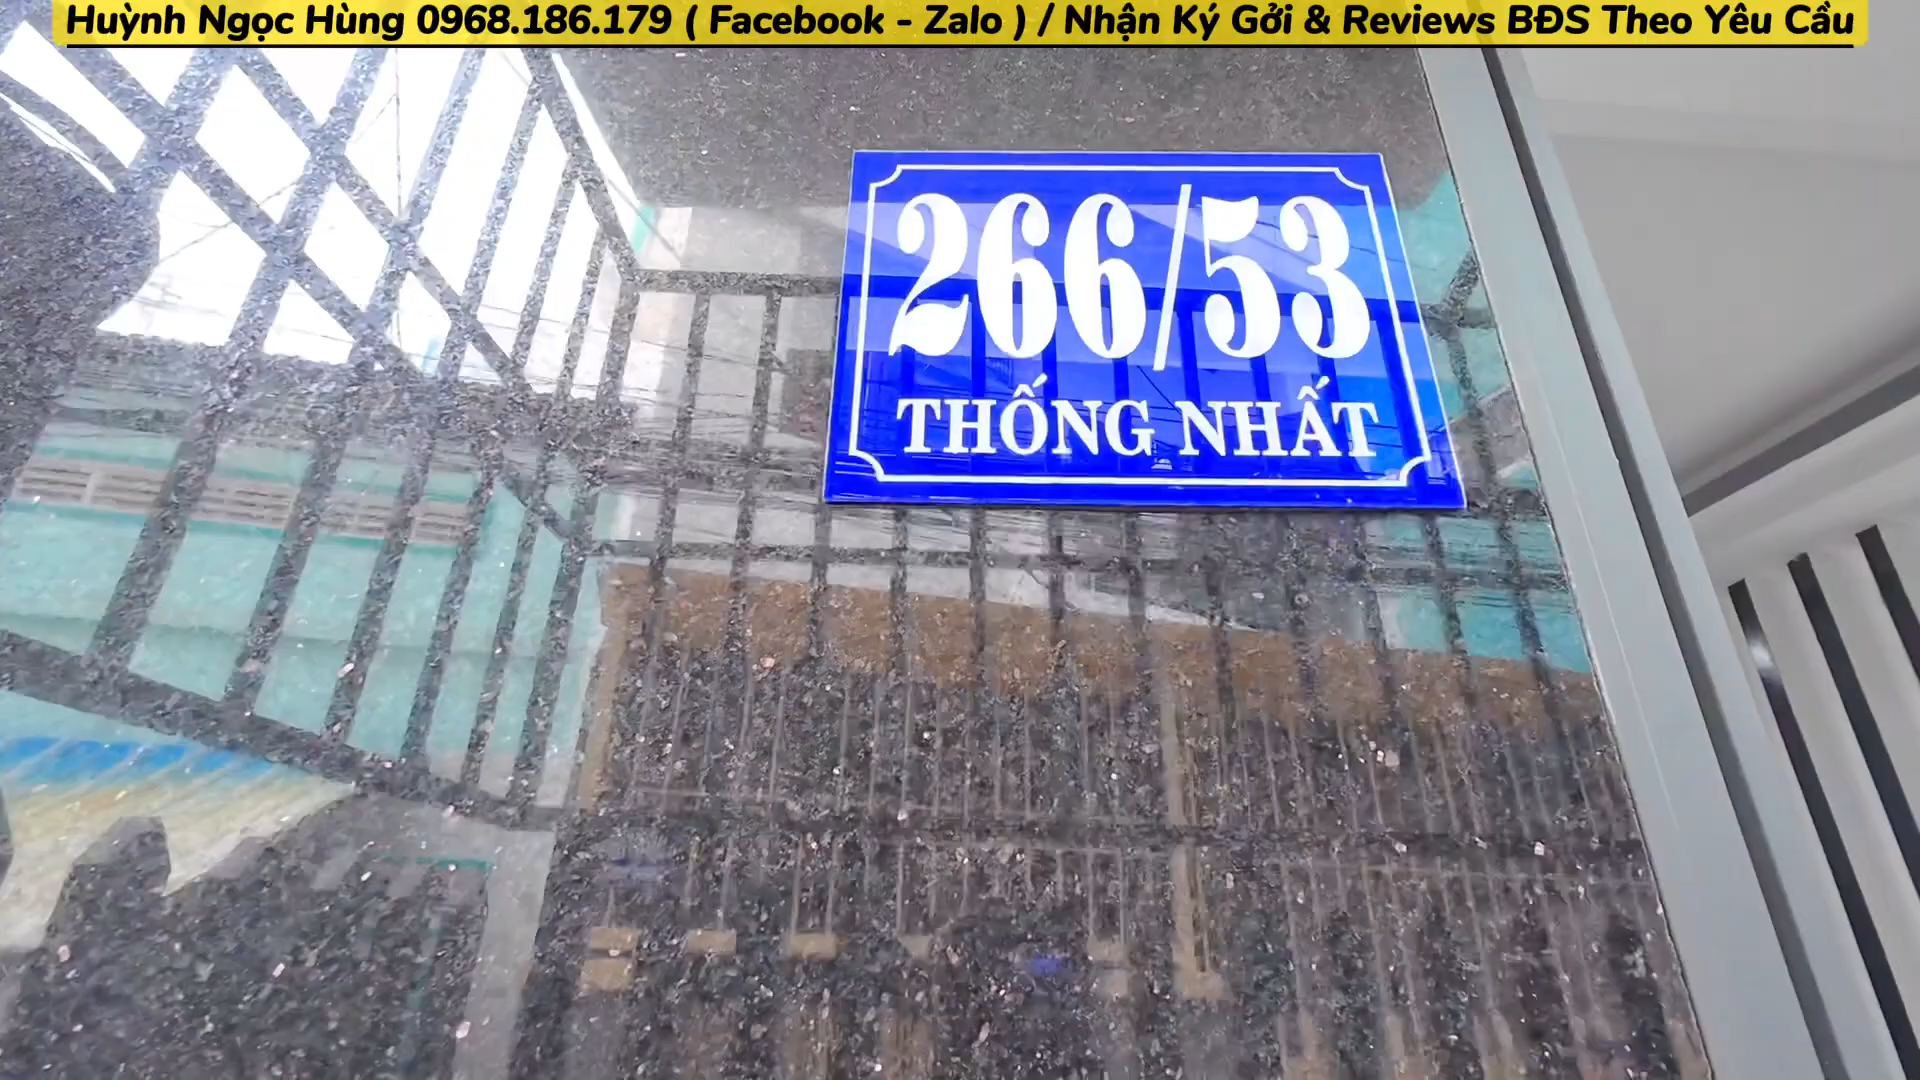 Huỳnh Ngọc Hùng 0968.186.179 ( Facebook - Zalo ) / Nhận Ký Gởi & Reviews BĐS Theo Yêu Cầu
266/53
THỐNG NHẤT